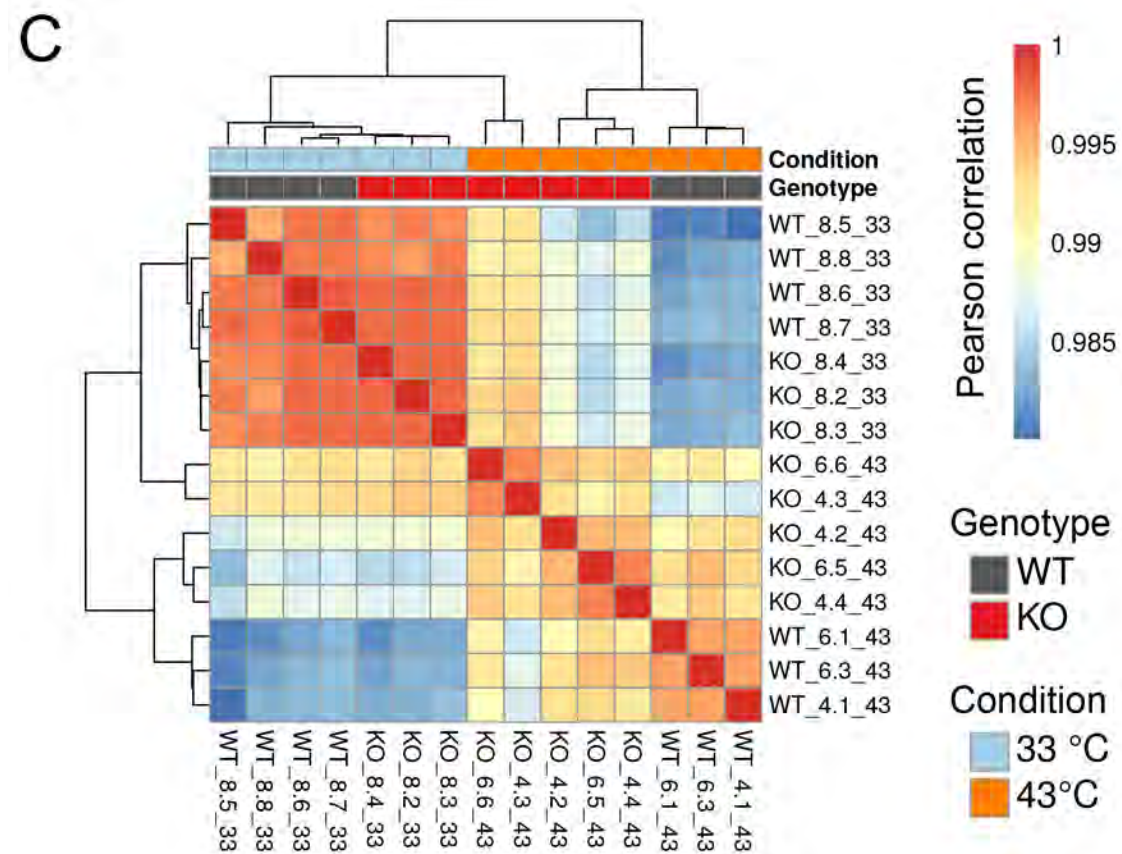 C
Condition
Genotype
WT_8.5_33
WT_8.8_33
WT_8.6_33
WT_8.7_33
KO_8.4_33
KO_8.2_33
KO_8.3_33
KO_6.6_43
KO_4.3_43
KO_4.2_43
KO_6.5_43
KO_4.4_43
WT_6.1_43
WT_6.3_43
WT_4.1_43
WT_8.5_33
WT_8.8_33
WT_8.6_33
WT_8.7_33
KO_8.4_33
KO_8.2_33
KO_8.3_33
KO_6.6_43
KO_4.3_43
KO_4.2_43
KO_6.5_43
KO_4.4_43
WT_6.1_43
WT_6.3_43
WT_4.1_43
Pearson correlation
1
0.995
0.99
0.985
Genotype
WT
KO
Condition
33 °C
43°C